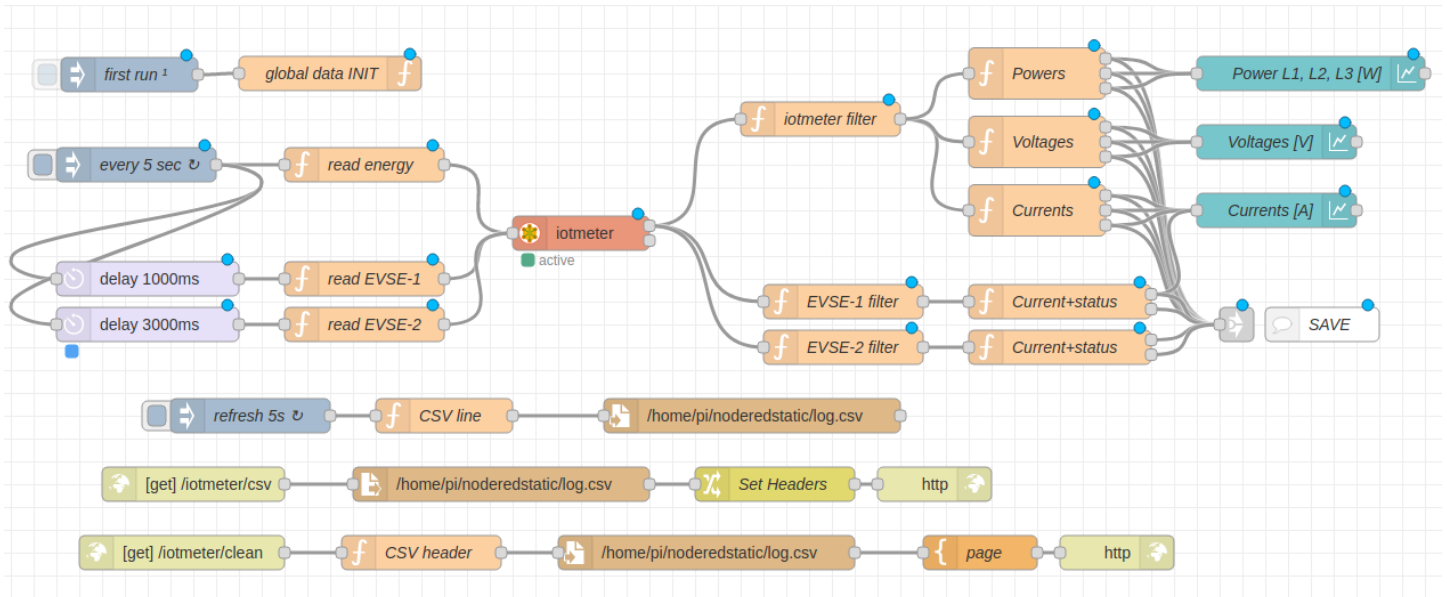 first run ¹
global data INIT
Powers
Power L1, L2, L3 [W]
iotmeter filter
Voltages
Voltages [V]
every 5 sec ↻
read energy
Currents
Currents [A]
iotmeter
active
delay 1000ms
read EVSE-1
EVSE-1 filter
Current+status
delay 3000ms
read EVSE-2
SAVE
EVSE-2 filter
Current+status
refresh 5s ↻
CSV line
/home/pi/noderedstatic/log.csv
[get] /iotmeter/csv
/home/pi/noderedstatic/log.csv
Set Headers
http
[get] /iotmeter/clean
CSV header
/home/pi/noderedstatic/log.csv
page
http